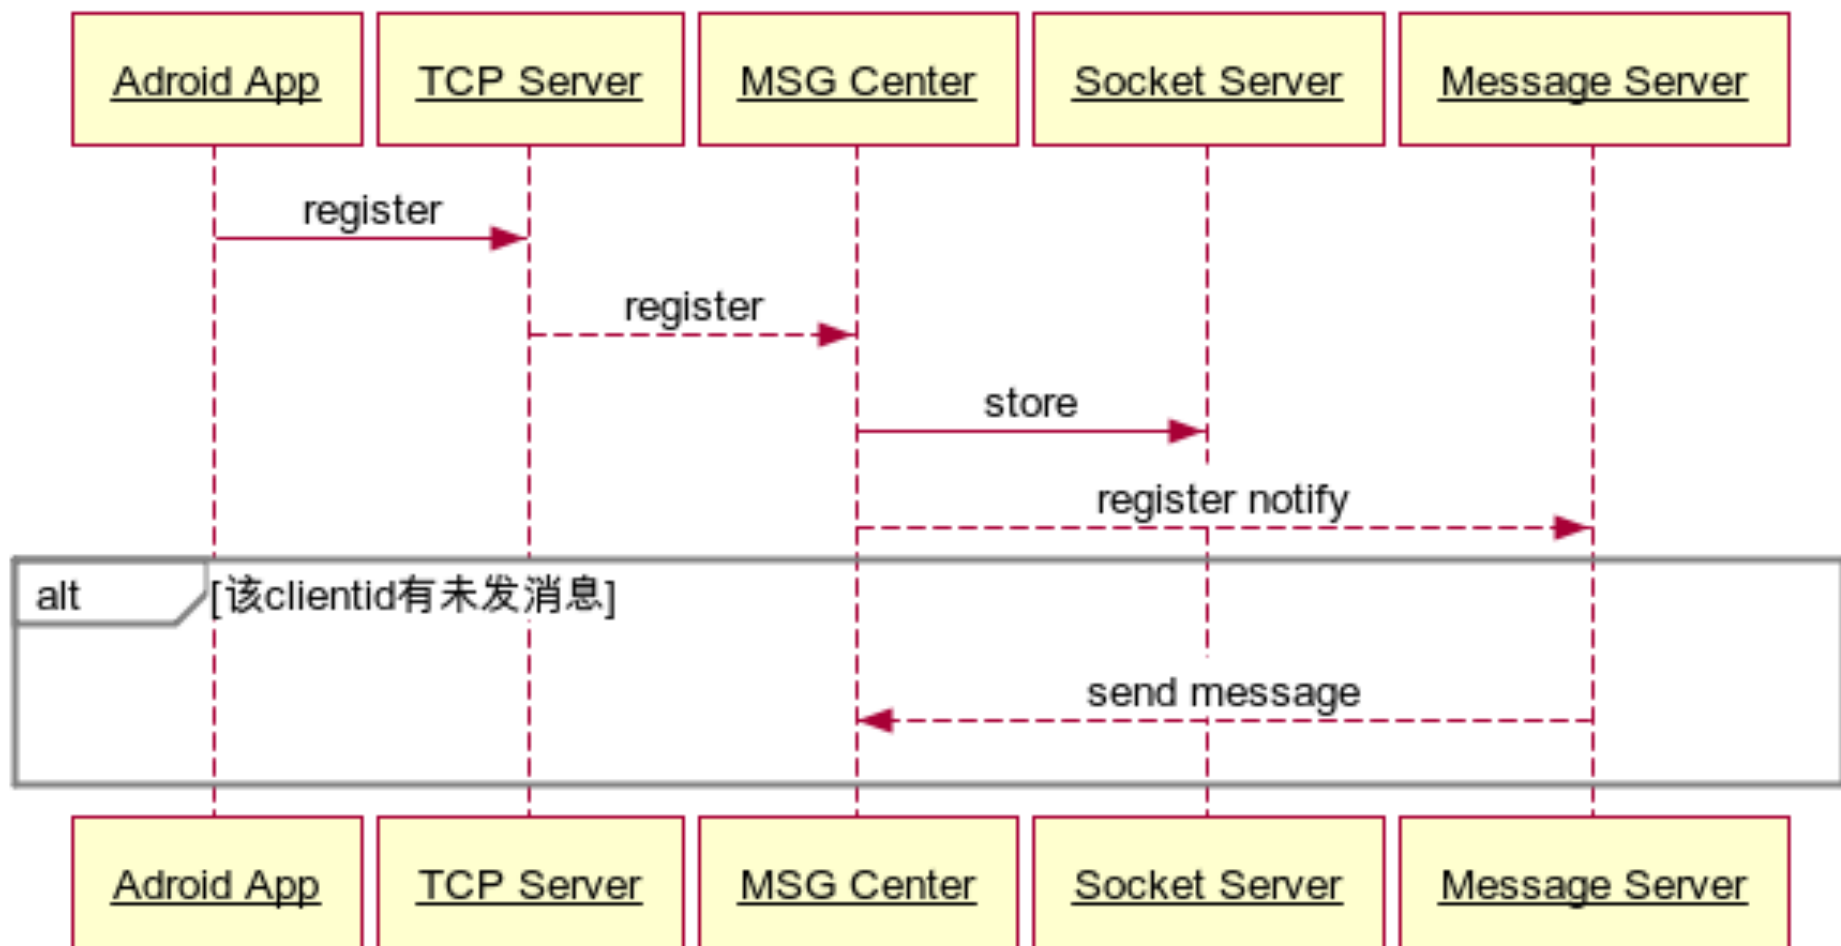 Adroid App TCP Server MSG Center Socket Server Message Server
register
register
store
register notify
alt [该clientid有未发消息]
send message
Adroid App TCP Server MSG Center Socket Server Message Server